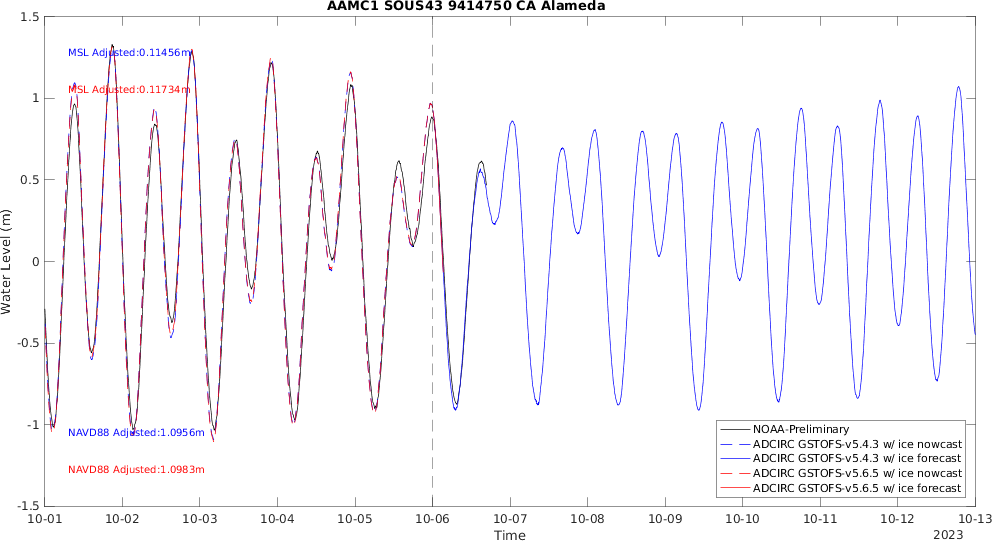 AAMC1 SOUS43 9414750 CA Alameda
1.5
1
0.5
0
-0.5
-1
-1.5
Water Level (m)
MSL Adjusted:0.11456m
MSL Adjusted:0.11734m
NAVD88 Adjusted:1.0956m
NAVD88 Adjusted:1.0983m
NOAA-Preliminary
ADCIRC GSTOFS-v5.4.3 w/ ice nowcast
ADCIRC GSTOFS-v5.4.3 w/ ice forecast
ADCIRC GSTOFS-v5.6.5 w/ ice nowcast
ADCIRC GSTOFS-v5.6.5 w/ ice forecast
10-01 10-02 10-03 10-04 10-05 10-06 10-07 10-08 10-09 10-10 10-11 10-12 10-13
Time
2023